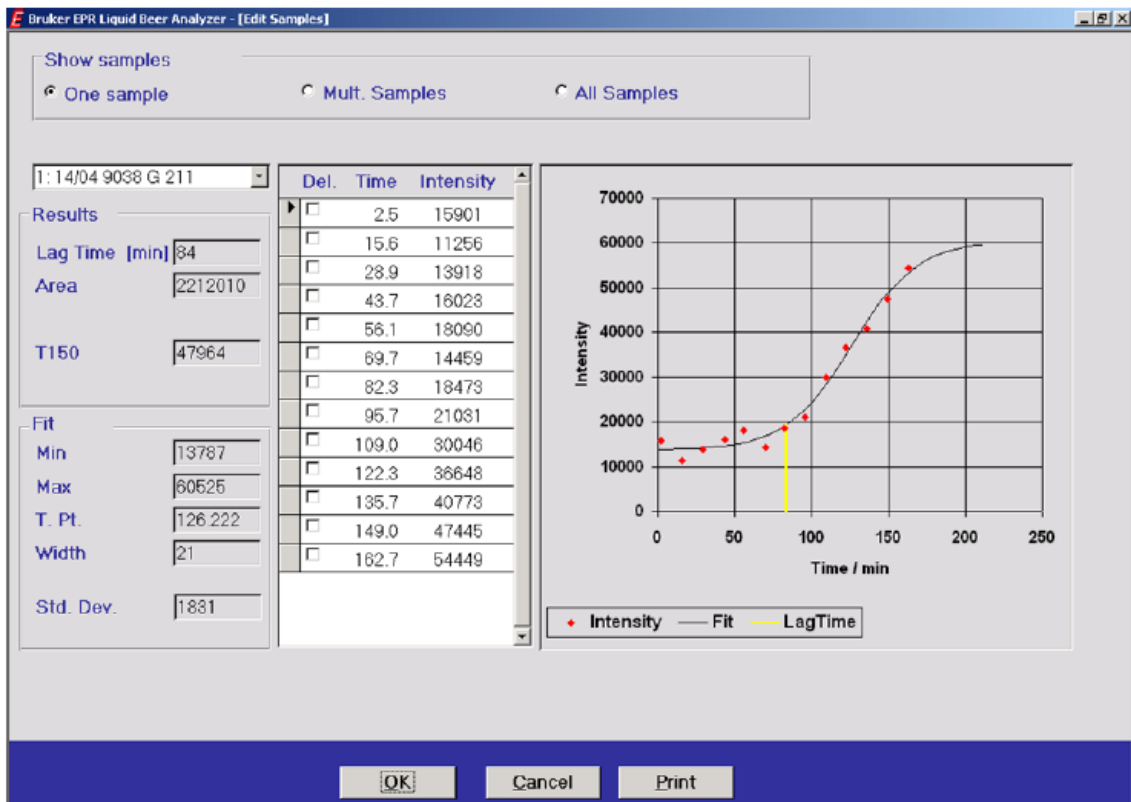 Bruker EPR Liquid Beer Analyzer - [Edit Samples]
Show samples
One sample Mult. Samples All Samples
1: 14/04 9038 G 211
Results
Lag Time [min] 84
Area 2212010
T150 47964
Fit
Min 13787
Max 60525
T. Pt. 126.222
Width 21
Std. Dev. 1831
Del. Time Intensity
2.5 15901
15.6 11256
28.9 13918
43.7 16023
56.1 18090
69.7 14459
82.3 18473
95.7 21031
109.0 30046
122.3 36648
135.7 40773
149.0 47445
162.7 54449
70000
60000
50000
40000
30000
20000
10000
0
Intensity
0 50 100 150 200 250
Time / min
Intensity Fit LagTime
OK Cancel Print